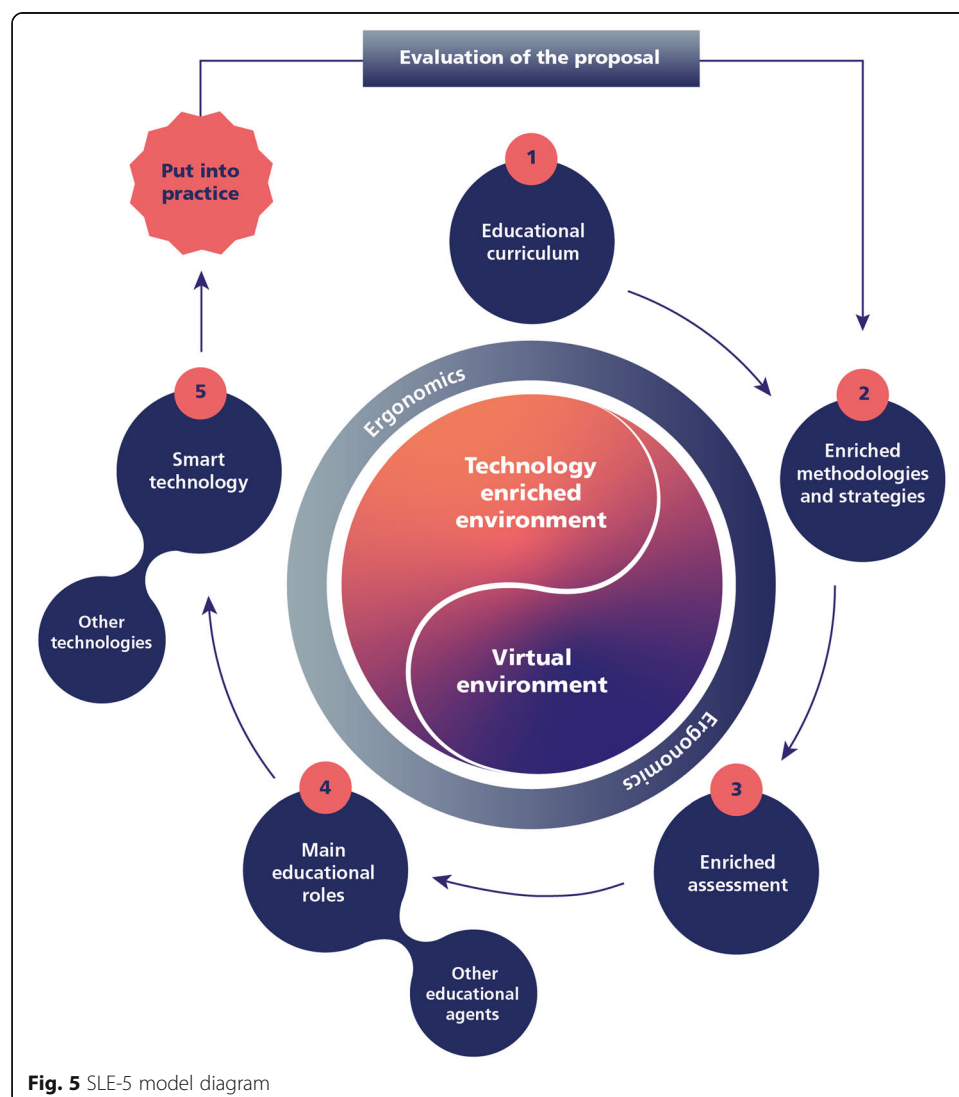 Evaluation of the proposal
Put into
practice
1
Educational
curriculum
2
Enriched
methodologies
and strategies
3
Enriched
assessment
4
Main
educational
roles
Other
educational
agents
5
Smart
technology
Other
technologies
Ergonomics
Technology
enriched
environment
Virtual
environment
Ergonomics
Fig. 5 SLE-5 model diagram